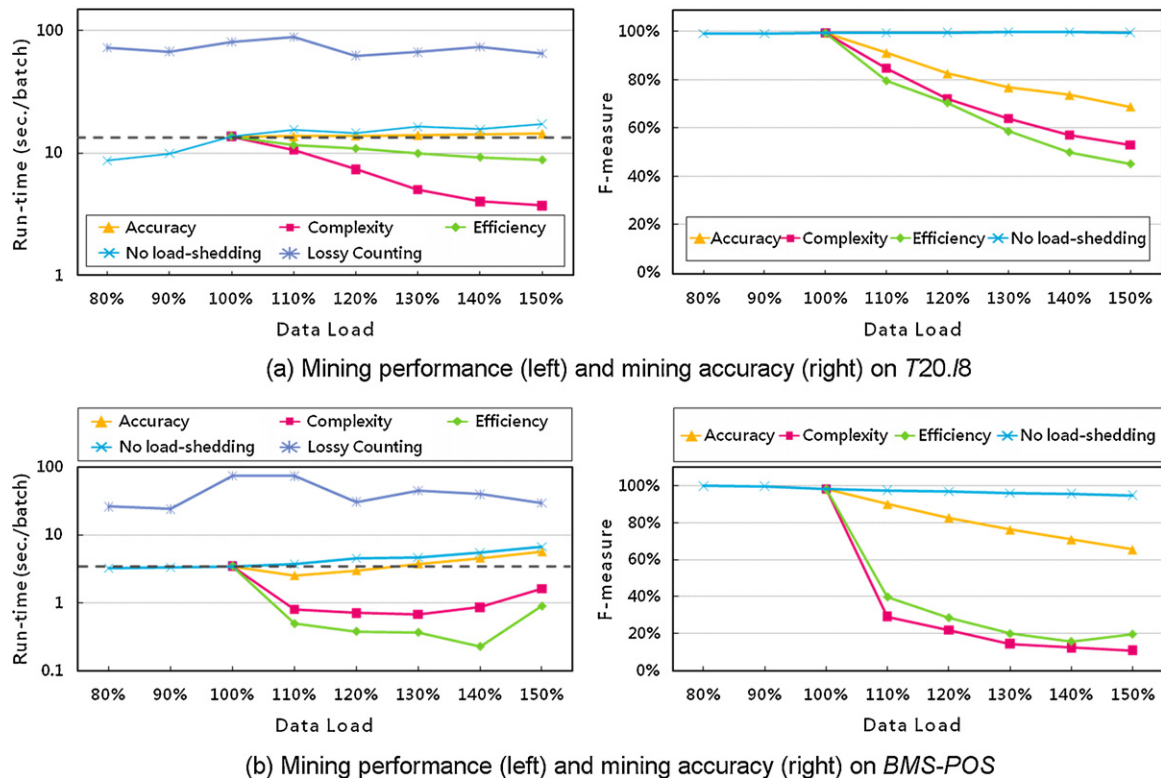 Run-time (sec./batch)
100
10
1
Accuracy Complexity Efficiency
No load-shedding Lossy Counting
80% 90% 100% 110% 120% 130% 140% 150%
Data Load
F-measure
100%
80%
60%
40%
20%
0%
Accuracy Complexity Efficiency No load-shedding
80% 90% 100% 110% 120% 130% 140% 150%
Data Load
(a) Mining performance (left) and mining accuracy (right) on T20.I8
Accuracy Complexity Efficiency
No load-shedding Lossy Counting
Run-time (sec./batch)
100
10
1
0.1
80% 90% 100% 110% 120% 130% 140% 150%
Data Load
Accuracy Complexity Efficiency No load-shedding
F-measure
100%
80%
60%
40%
20%
0%
80% 90% 100% 110% 120% 130% 140% 150%
Data Load
(b) Mining performance (left) and mining accuracy (right) on BMS-POS